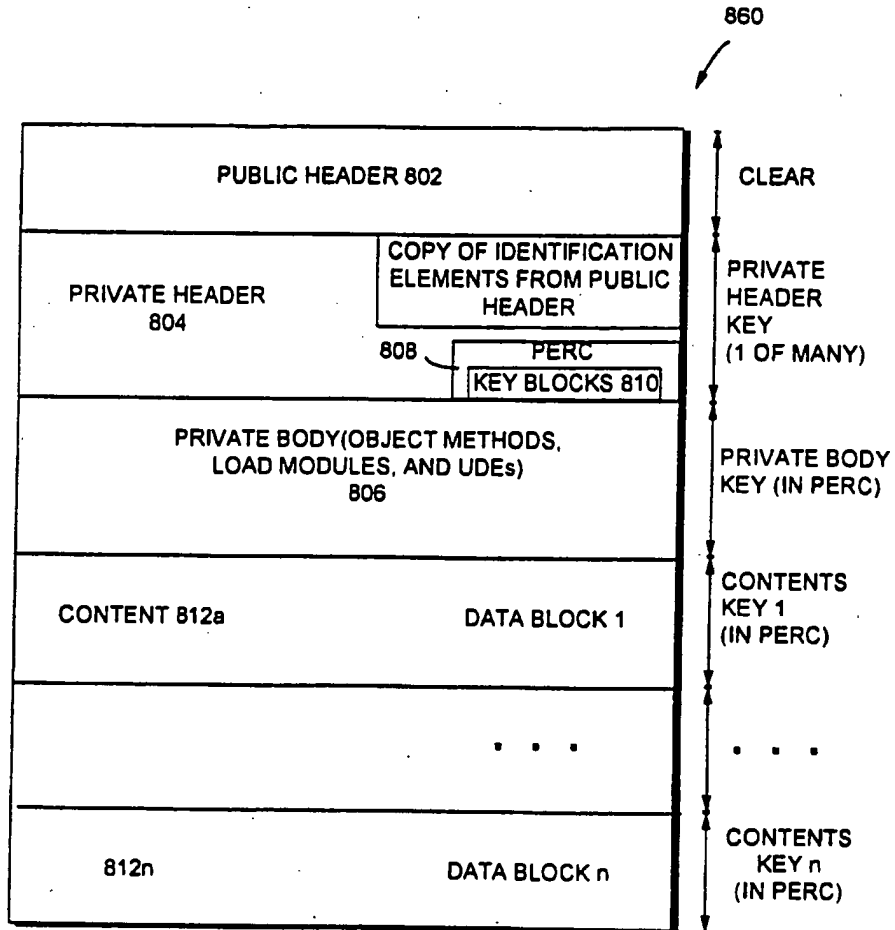 860
PUBLIC HEADER 802
CLEAR
COPY OF IDENTIFICATION
ELEMENTS FROM PUBLIC
HEADER
PRIVATE HEADER
804
PRIVATE
HEADER
KEY
(1 OF MANY)
808
PERC
KEY BLOCKS 810
PRIVATE BODY(OBJECT METHODS,
LOAD MODULES, AND UDEs)
806
PRIVATE BODY
KEY (IN PERC)
CONTENT 812a
DATA BLOCK 1
CONTENTS
KEY 1
(IN PERC)
. . .
. . .
812n
DATA BLOCK n
CONTENTS
KEY n
(IN PERC)